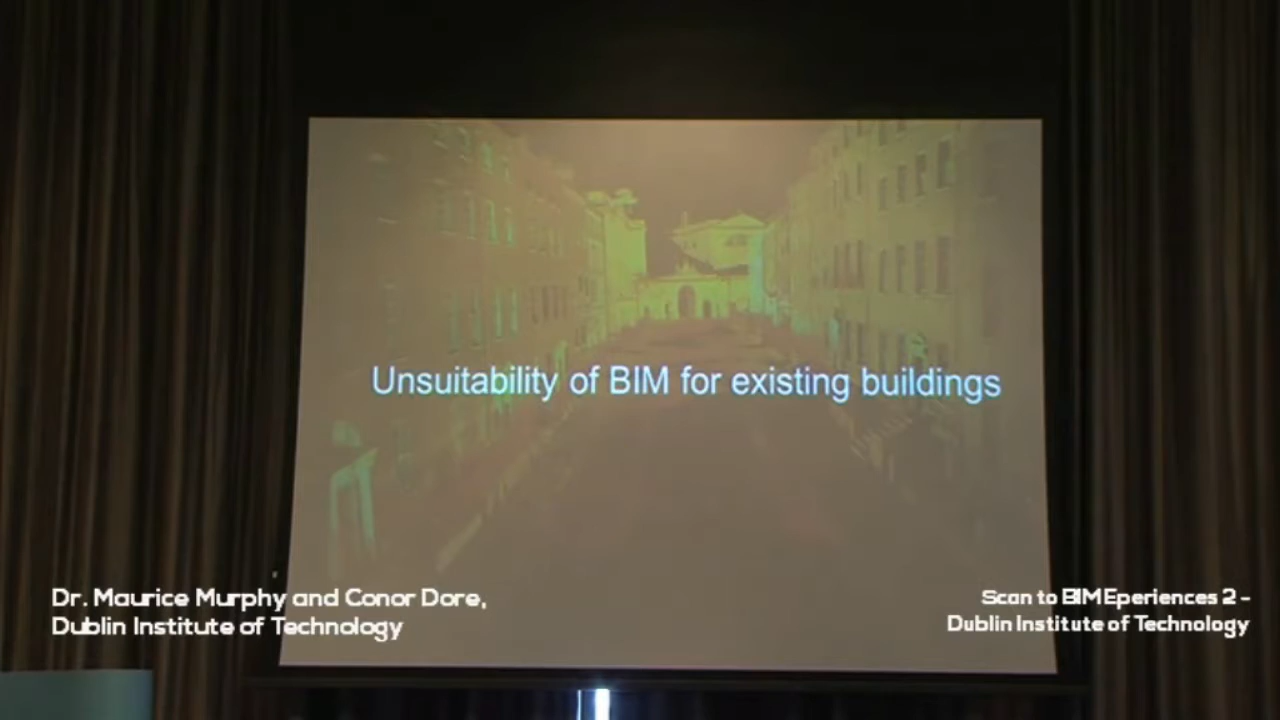 Unsuitability of BIM for existing buildings
Dr. Maurice Murphy and Conor Dore,
Dublin Institute of Technology
Scan to BIM Eperiences 2 -
Dublin Institute of Technology